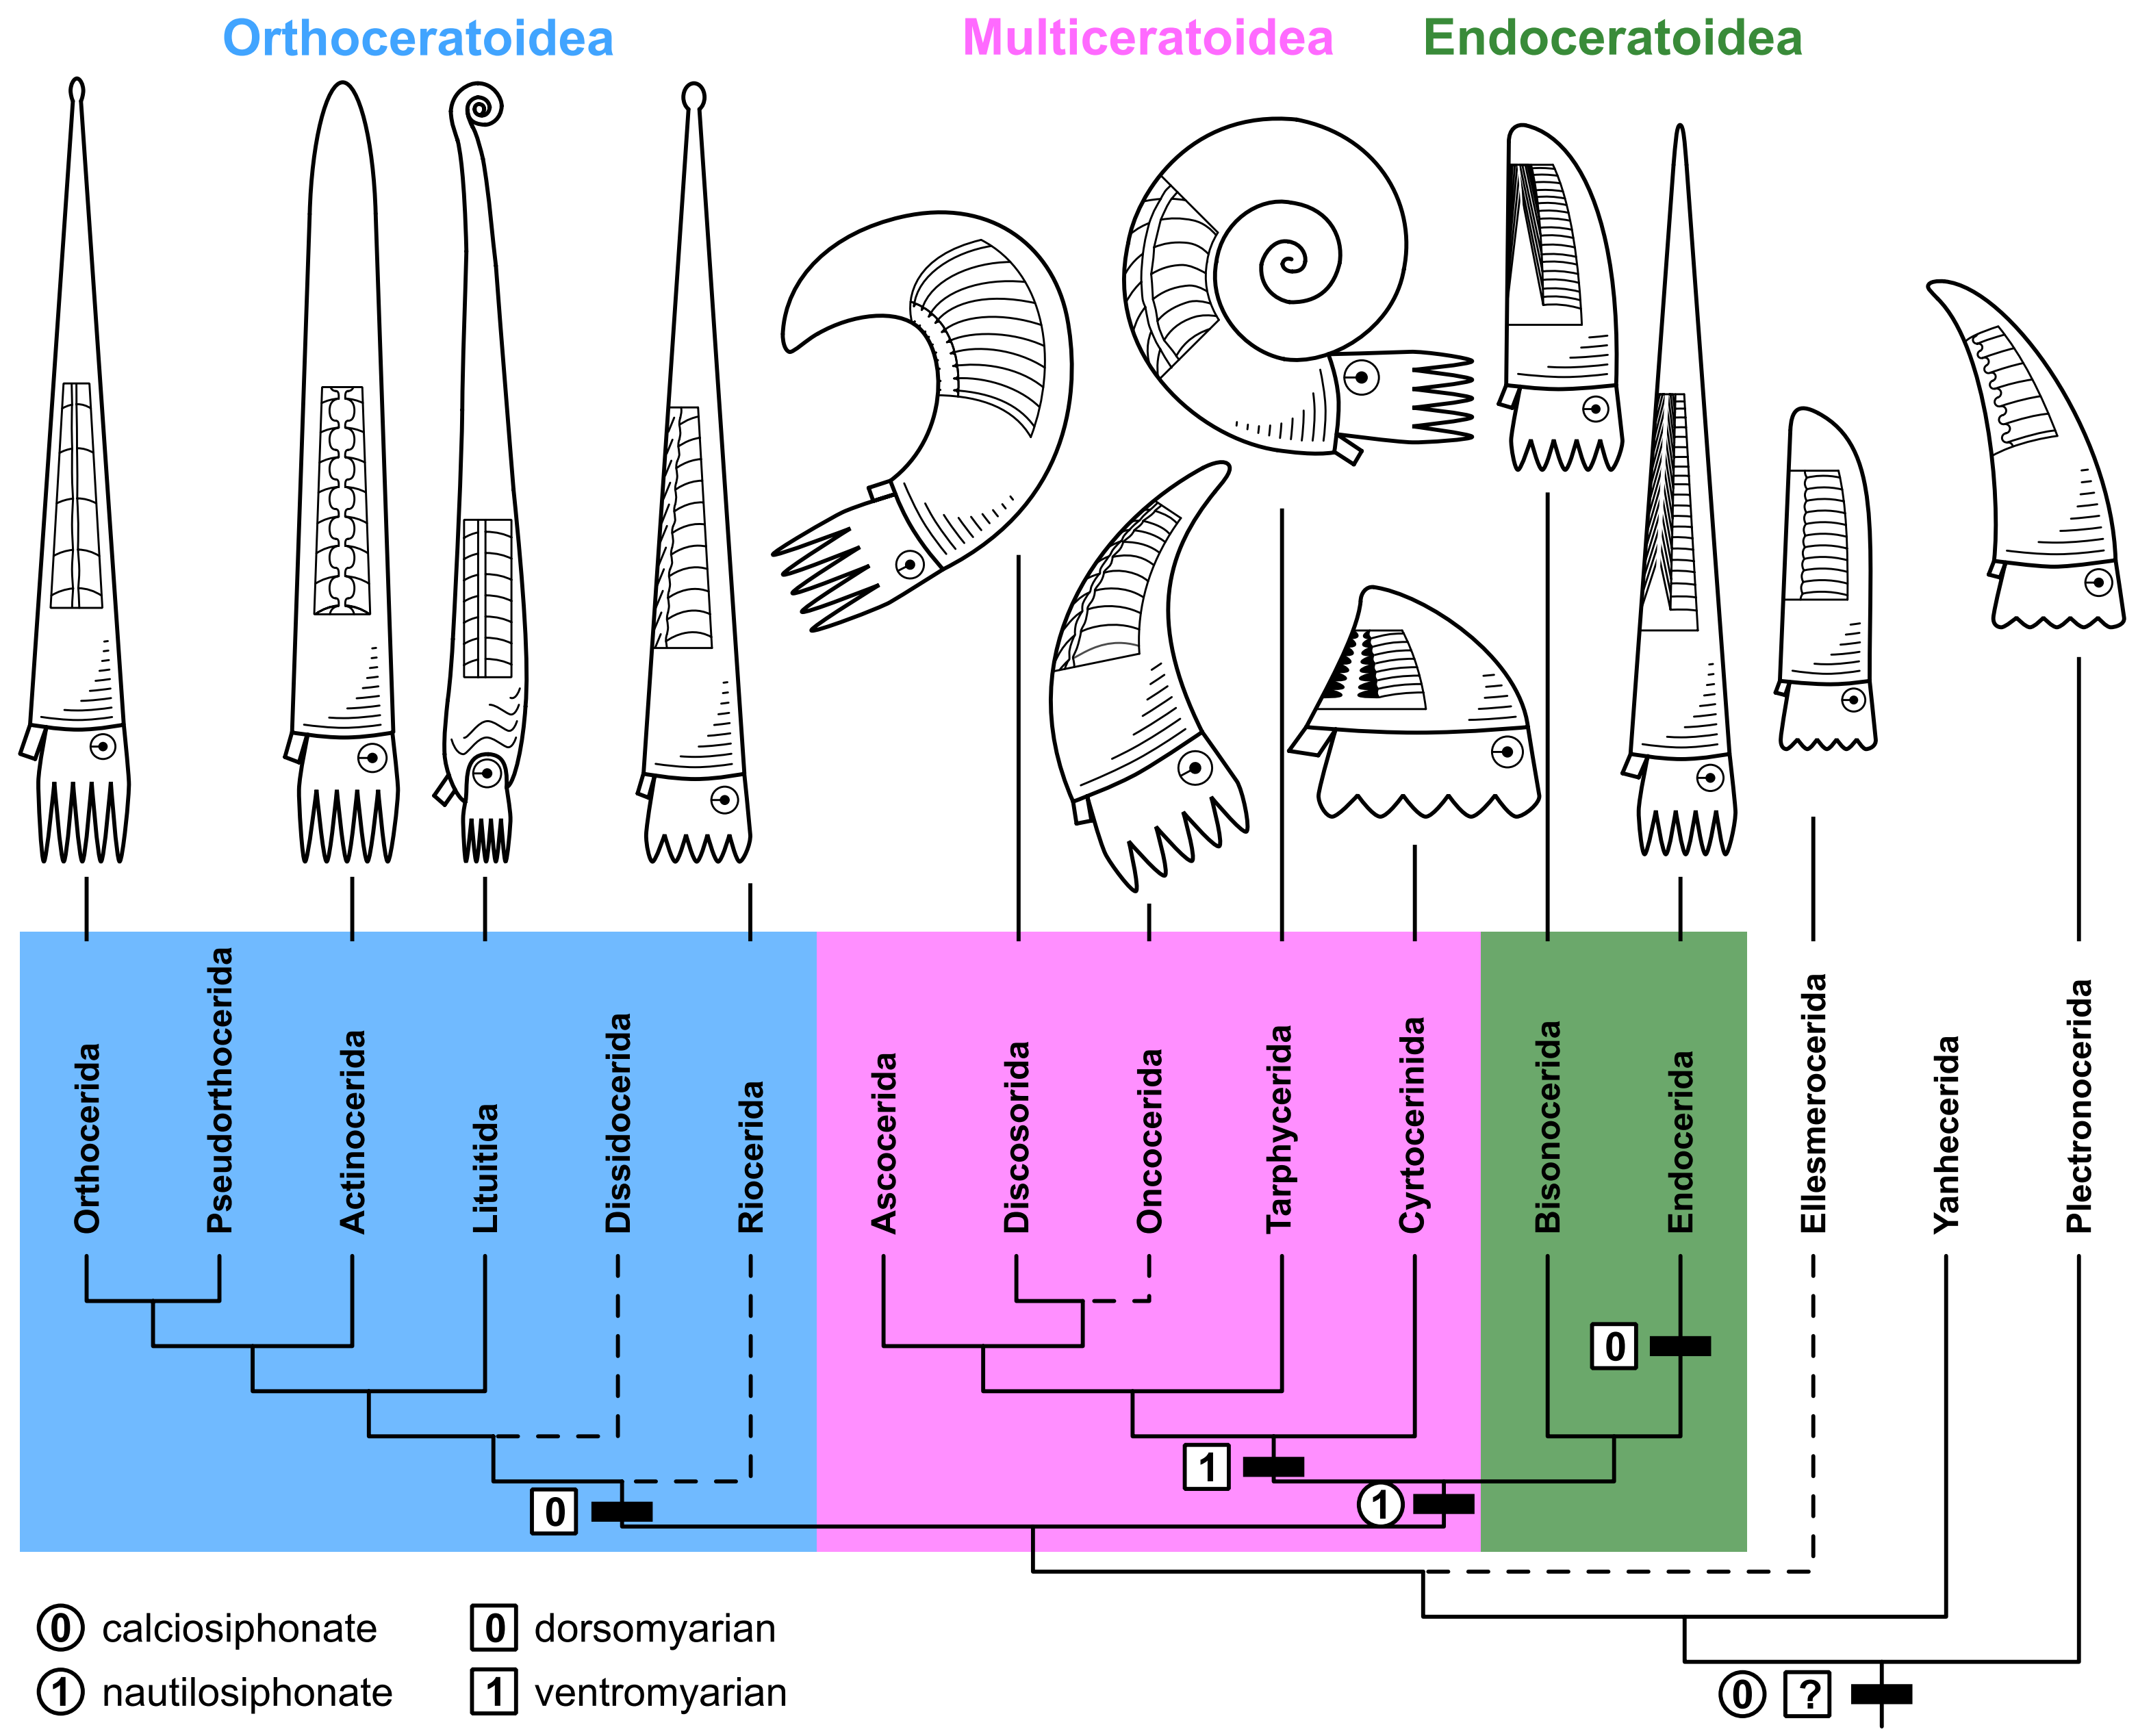 Orthoceratoidea
Multiceratoidea
Endoceratoidea
Orthocerida
Pseudorthocerida
Actinocerida
Lituitida
Dissidocerida
Riocerida
Ascocerida
Discosorida
Oncocerida
Tarphycerida
Cyrtocerinida
Bisonocerida
Endocerida
Ellesmerocerida
Yanhecerida
Plectronocerida
0
1
0
1
0 calciosiphonate
0 dorsomyarian
1 nautilosiphonate
1 ventromyarian
0 ?